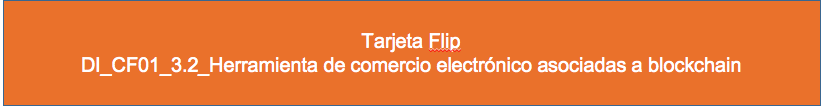 Tarjeta Flip
DI_CF01_3.2_Herramienta de comercio electrónico asociadas a blockchain